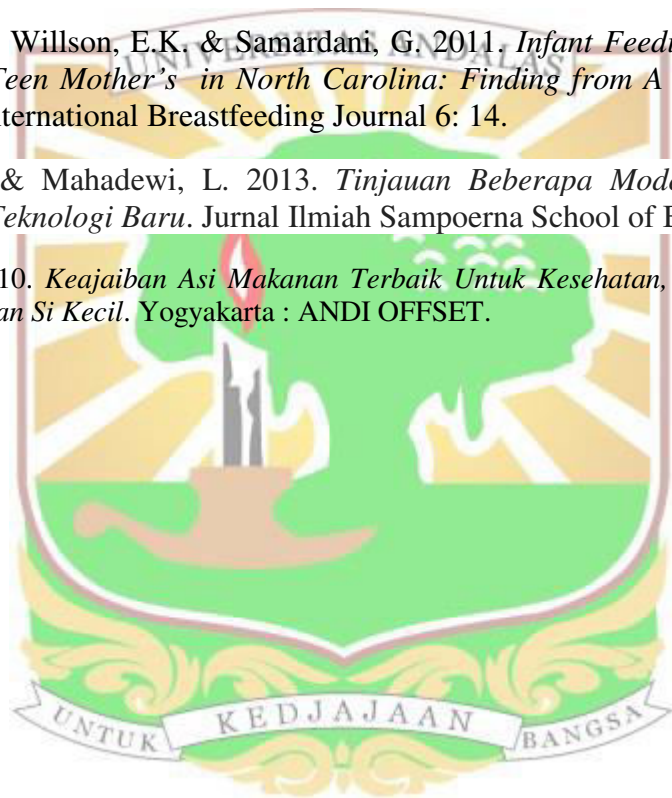 Willson, E.K. & Samardani, G. 2011. Infant Feedi
UNIVERSITAS ANDALAS
Teen Mother's in North Carolina: Finding from A
nternational Breastfeeding Journal 6: 14.
& Mahadewi, L. 2013. Tinjauan Beberapa Mode
Teknologi Baru. Jurnal Ilmiah Sampoerna School of E
10. Keajaiban Asi Makanan Terbaik Untuk Kesehatan,
an Si Kecil. Yogyakarta : ANDI OFFSET.
UNTUK KEDJAJAAN BANGSA